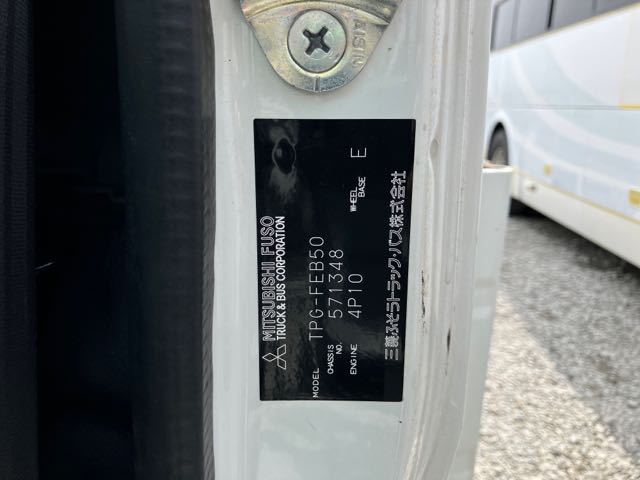 AISIN
MITSUBISHI FUSO
TRUCK & BUS CORPORATION
MODEL TPG-FEB50
CHASSIS NO. 571348
ENGINE 4P10 WHEEL BASE E
三菱ふそうトラック・バス株式会社